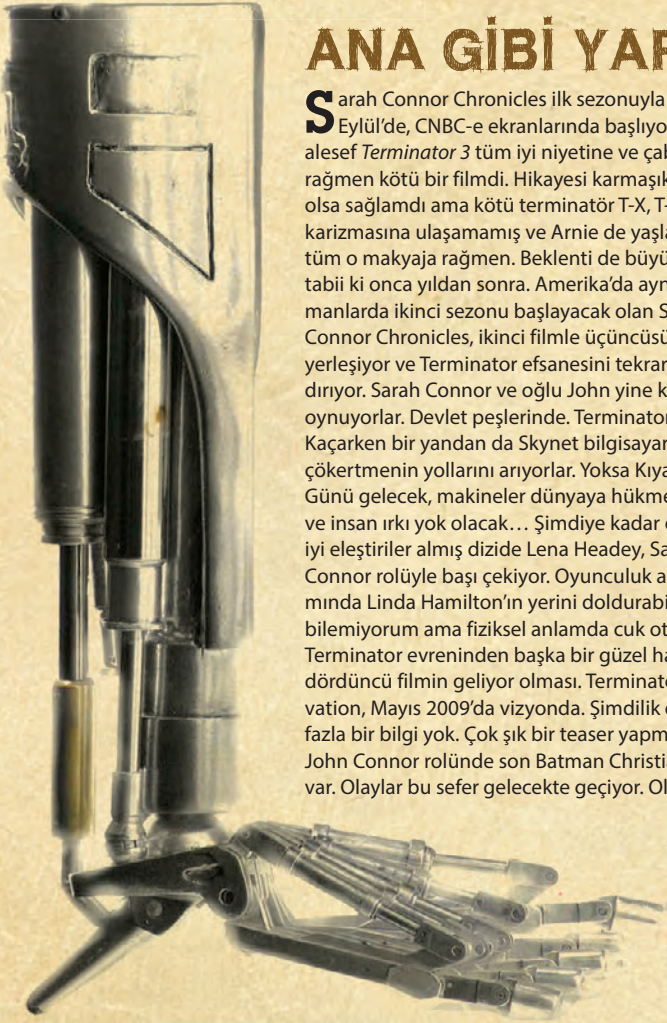 ANA GİBİ YAR
Sarah Connor Chronicles ilk sezonuyla
Eylül’de, CNBC-e ekranlarında başlıyo
alesef Terminator 3 tüm iyi niyetine ve çab
rağmen kötü bir filmdi. Hikayesi karmaşık
olsa sağlamdı ama kötü terminatör T-X, T-
karizmasına ulaşamamış ve Arnie de yaşla
tüm o makyaja rağmen. Beklenti de büyü
tabii ki onca yıldan sonra. Amerika’da ayn
manlarda ikinci sezonu başlayacak olan S
Connor Chronicles, ikinci filmle üçüncüsü
yerleşiyor ve Terminator efsanesini tekrar
dırıyor. Sarah Connor ve oğlu John yine k
oynuyorlar. Devlet peşlerinde. Terminator
Kaçarken bir yandan da Skynet bilgisayar
çökertmenin yollarını arıyorlar. Yoksa Kıya
Günü gelecek, makineler dünyaya hükme
ve insan ırkı yok olacak… Şimdiye kadar
iyi eleştiriler almış dizide Lena Headey, Sa
Connor rolüyle başı çekiyor. Oyunculuk a
mında Linda Hamilton’ın yerini doldurabi
bilemiyorum ama fiziksel anlamda cuk ot
Terminator evreninden başka bir güzel ha
dördüncü filmin geliyor olması. Terminato
vation, Mayıs 2009’da vizyonda. Şimdilik
fazla bir bilgi yok. Çok şık bir teaser yapm
John Connor rolünde son Batman Christia
var. Olaylar bu sefer gelecekte geçiyor. Ol